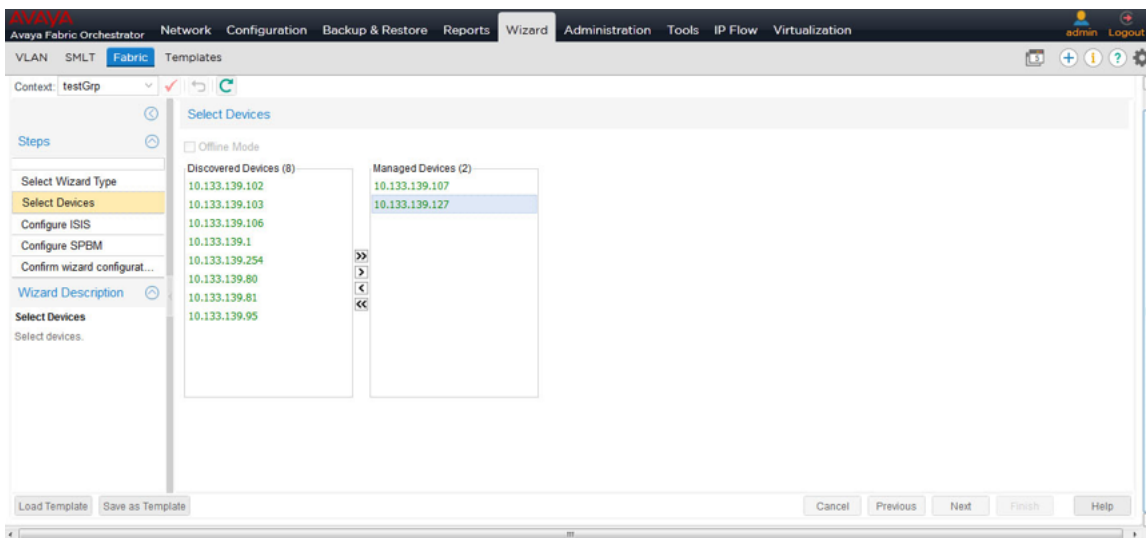 AVAYA
Avaya Fabric Orchestrator Network Configuration Backup & Restore Reports Wizard Administration Tools IP Flow Virtualization admin Logout
VLAN SMLT Fabric Templates
Context: testGrp
Select Devices
Steps
Offline Mode
Discovered Devices (8) Managed Devices (2)
Select Wizard Type 10.133.139.102 10.133.139.107
Select Devices 10.133.139.103 10.133.139.127
Configure ISIS 10.133.139.106
Configure SPBM 10.133.139.1
Confirm wizard configurat... 10.133.139.254
10.133.139.80
Wizard Description 10.133.139.81
Select Devices 10.133.139.95
Select devices.
>>
>
<
<<
Load Template Save as Template Cancel Previous Next Finish Help